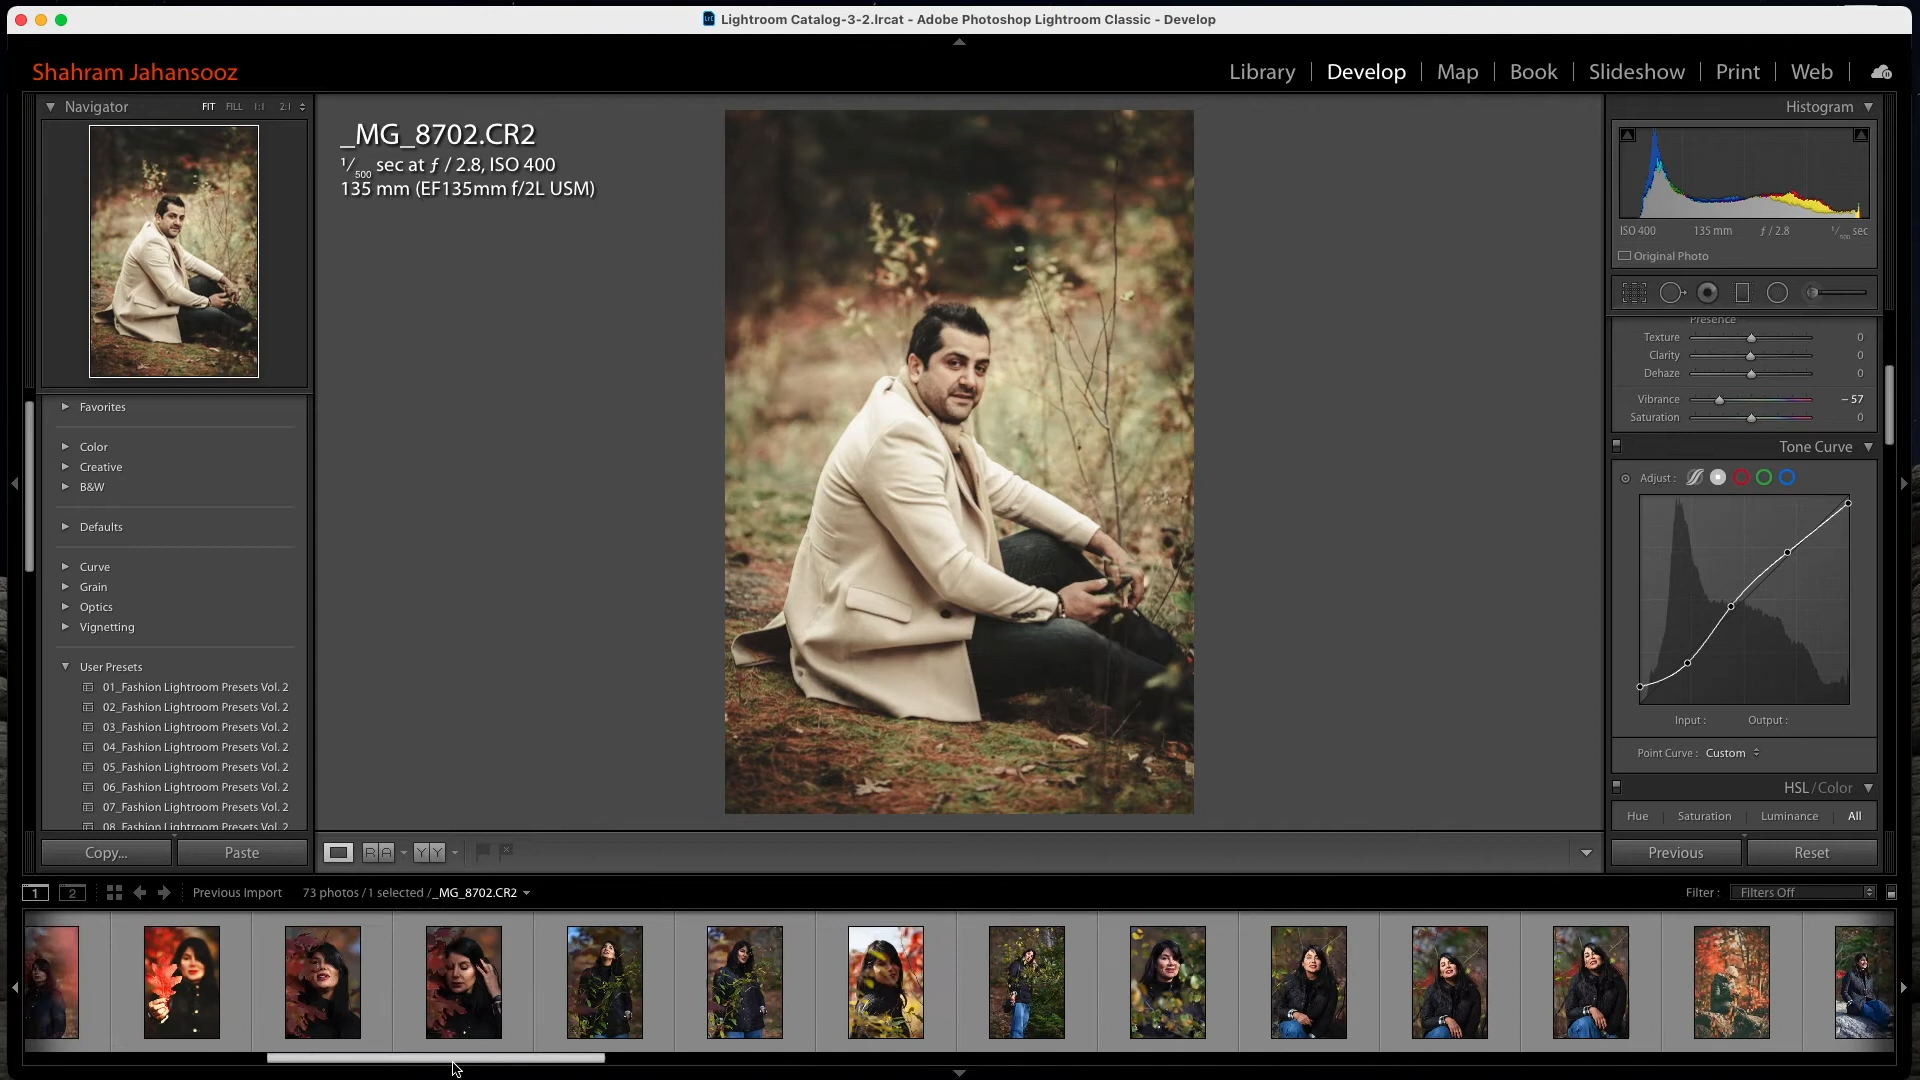 Lightroom Catalog-3-2.lrcat - Adobe Photoshop Lightroom Classic - Develop
Shahram Jahansooz
Library | Develop | Map | Book | Slideshow | Print | Web
Navigator FIT FILL 1:1 2:1
Favorites
Color
Creative
B&W
Defaults
Curve
Grain
Optics
Vignetting
User Presets
01_Fashion Lightroom Presets Vol. 2
02_Fashion Lightroom Presets Vol. 2
03_Fashion Lightroom Presets Vol. 2
04_Fashion Lightroom Presets Vol. 2
05_Fashion Lightroom Presets Vol. 2
06_Fashion Lightroom Presets Vol. 2
07_Fashion Lightroom Presets Vol. 2
08_Fashion Lightroom Presets Vol. 2
Copy... Paste
_MG_8702.CR2
1/500 sec at ƒ / 2.8, ISO 400
135 mm (EF135mm f/2L USM)
Histogram
ISO 400 135 mm ƒ / 2.8 1/500 sec
Original Photo
Presence
Texture 0
Clarity 0
Dehaze 0
Vibrance – 57
Saturation 0
Tone Curve
Adjust :
Input : Output :
Point Curve : Custom
HSL / Color
Hue | Saturation | Luminance | All
Previous Reset
R A Y Y
1 2 Previous Import 73 photos / 1 selected / _MG_8702.CR2 Filter : Filters Off